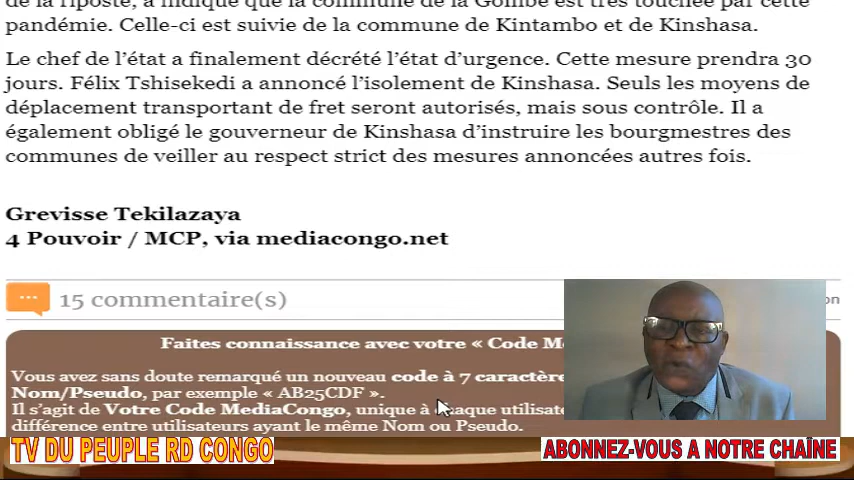 de la riposte, a indiqué que la commune de la Gombe est très touchée par cette
pandémie. Celle-ci est suivie de la commune de Kintambo et de Kinshasa.
Le chef de l'état a finalement décrété l'état d'urgence. Cette mesure prendra 30
jours. Félix Tshisekedi a annoncé l'isolement de Kinshasa. Seuls les moyens de
déplacement transportant de fret seront autorisés, mais sous contrôle. Il a
également obligé le gouverneur de Kinshasa d'instruire les bourgmestres des
communes de veiller au respect strict des mesures annoncées autres fois.
Grevisse Tekilazaya
4 Pouvoir / MCP, via mediacongo.net
15 commentaire(s)
Faites connaissance avec votre « Code M
Vous avez sans doute remarqué un nouveau code à 7 caractère
Nom/Pseudo, par exemple « AB25CDF ».
Il s'agit de Votre Code MediaCongo, unique à chaque utilisate
différence entre utilisateurs ayant le même Nom ou Pseudo.
TV DU PEUPLE RD CONGO
ABONNEZ-VOUS A NOTRE CHAÎNE